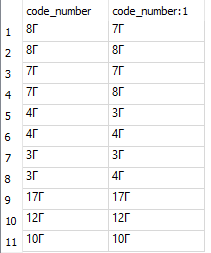 code_number code_number:1
1 8Г 7Г
2 8Г 8Г
3 7Г 7Г
4 7Г 8Г
5 4Г 3Г
6 4Г 4Г
7 3Г 3Г
8 3Г 4Г
9 17Г 17Г
10 12Г 12Г
11 10Г 10Г